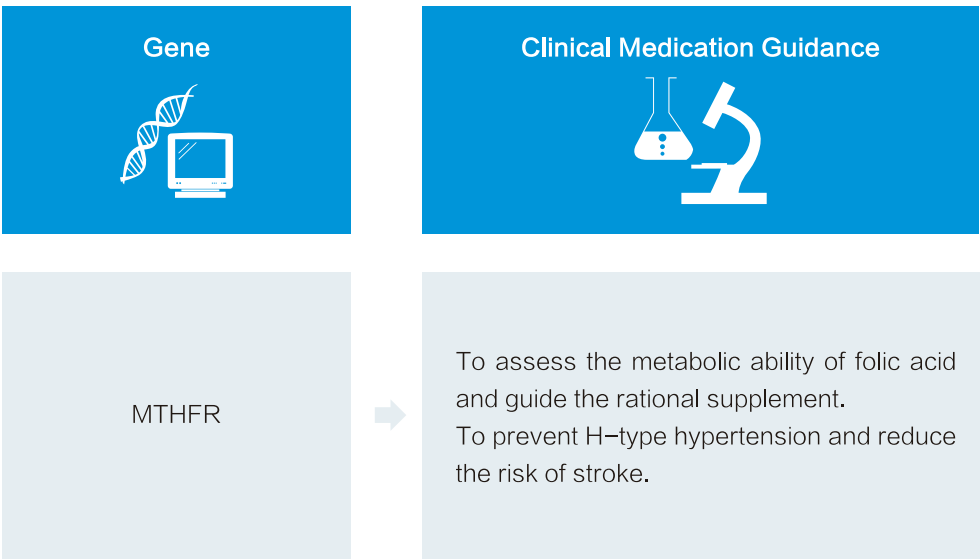 Gene
Clinical Medication Guidance
MTHFR
To assess the metabolic ability of folic acid
and guide the rational supplement.
To prevent H-type hypertension and reduce
the risk of stroke.